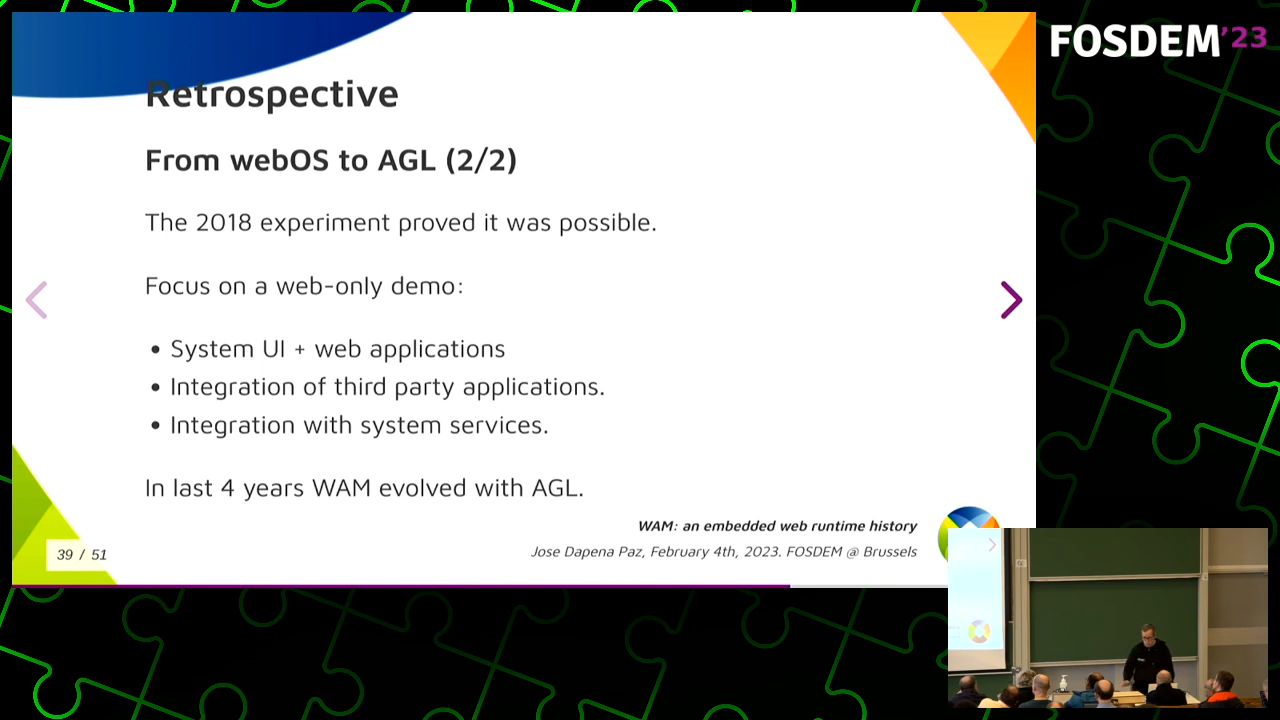 FOSDEM'23
Retrospective
From webOS to AGL (2/2)
The 2018 experiment proved it was possible.
Focus on a web-only demo:
• System UI + web applications
• Integration of third party applications.
• Integration with system services.
In last 4 years WAM evolved with AGL.
WAM: an embedded web runtime history
Jose Dapena Paz, February 4th, 2023. FOSDEM @ Brussels
39 / 51